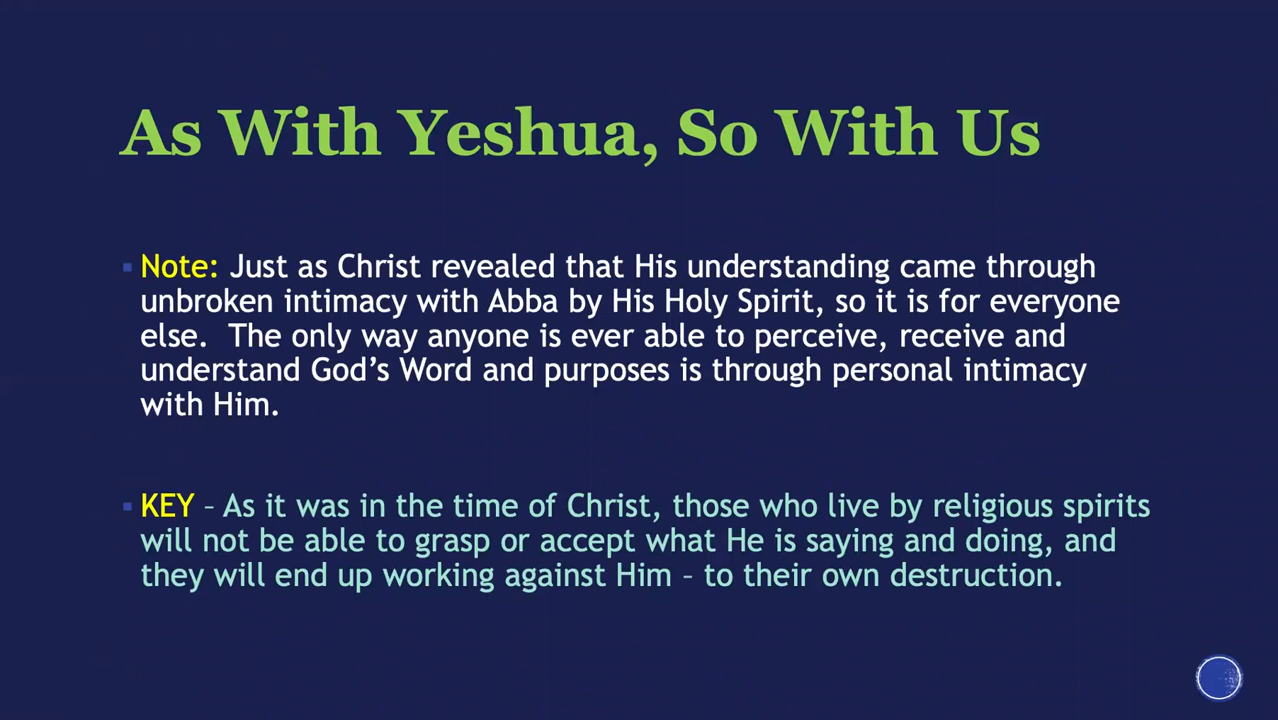 As With Yeshua, So With Us
▪ Note: Just as Christ revealed that His understanding came through
unbroken intimacy with Abba by His Holy Spirit, so it is for everyone
else.  The only way anyone is ever able to perceive, receive and
understand God’s Word and purposes is through personal intimacy
with Him.
▪ KEY – As it was in the time of Christ, those who live by religious spirits
will not be able to grasp or accept what He is saying and doing, and
they will end up working against Him – to their own destruction.